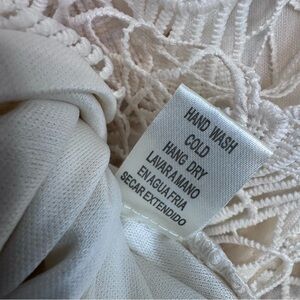 HAND WASH
COLD
HANG DRY
LAVAR A MANO
EN AGUA FRIA
SECAR EXTENDIDO